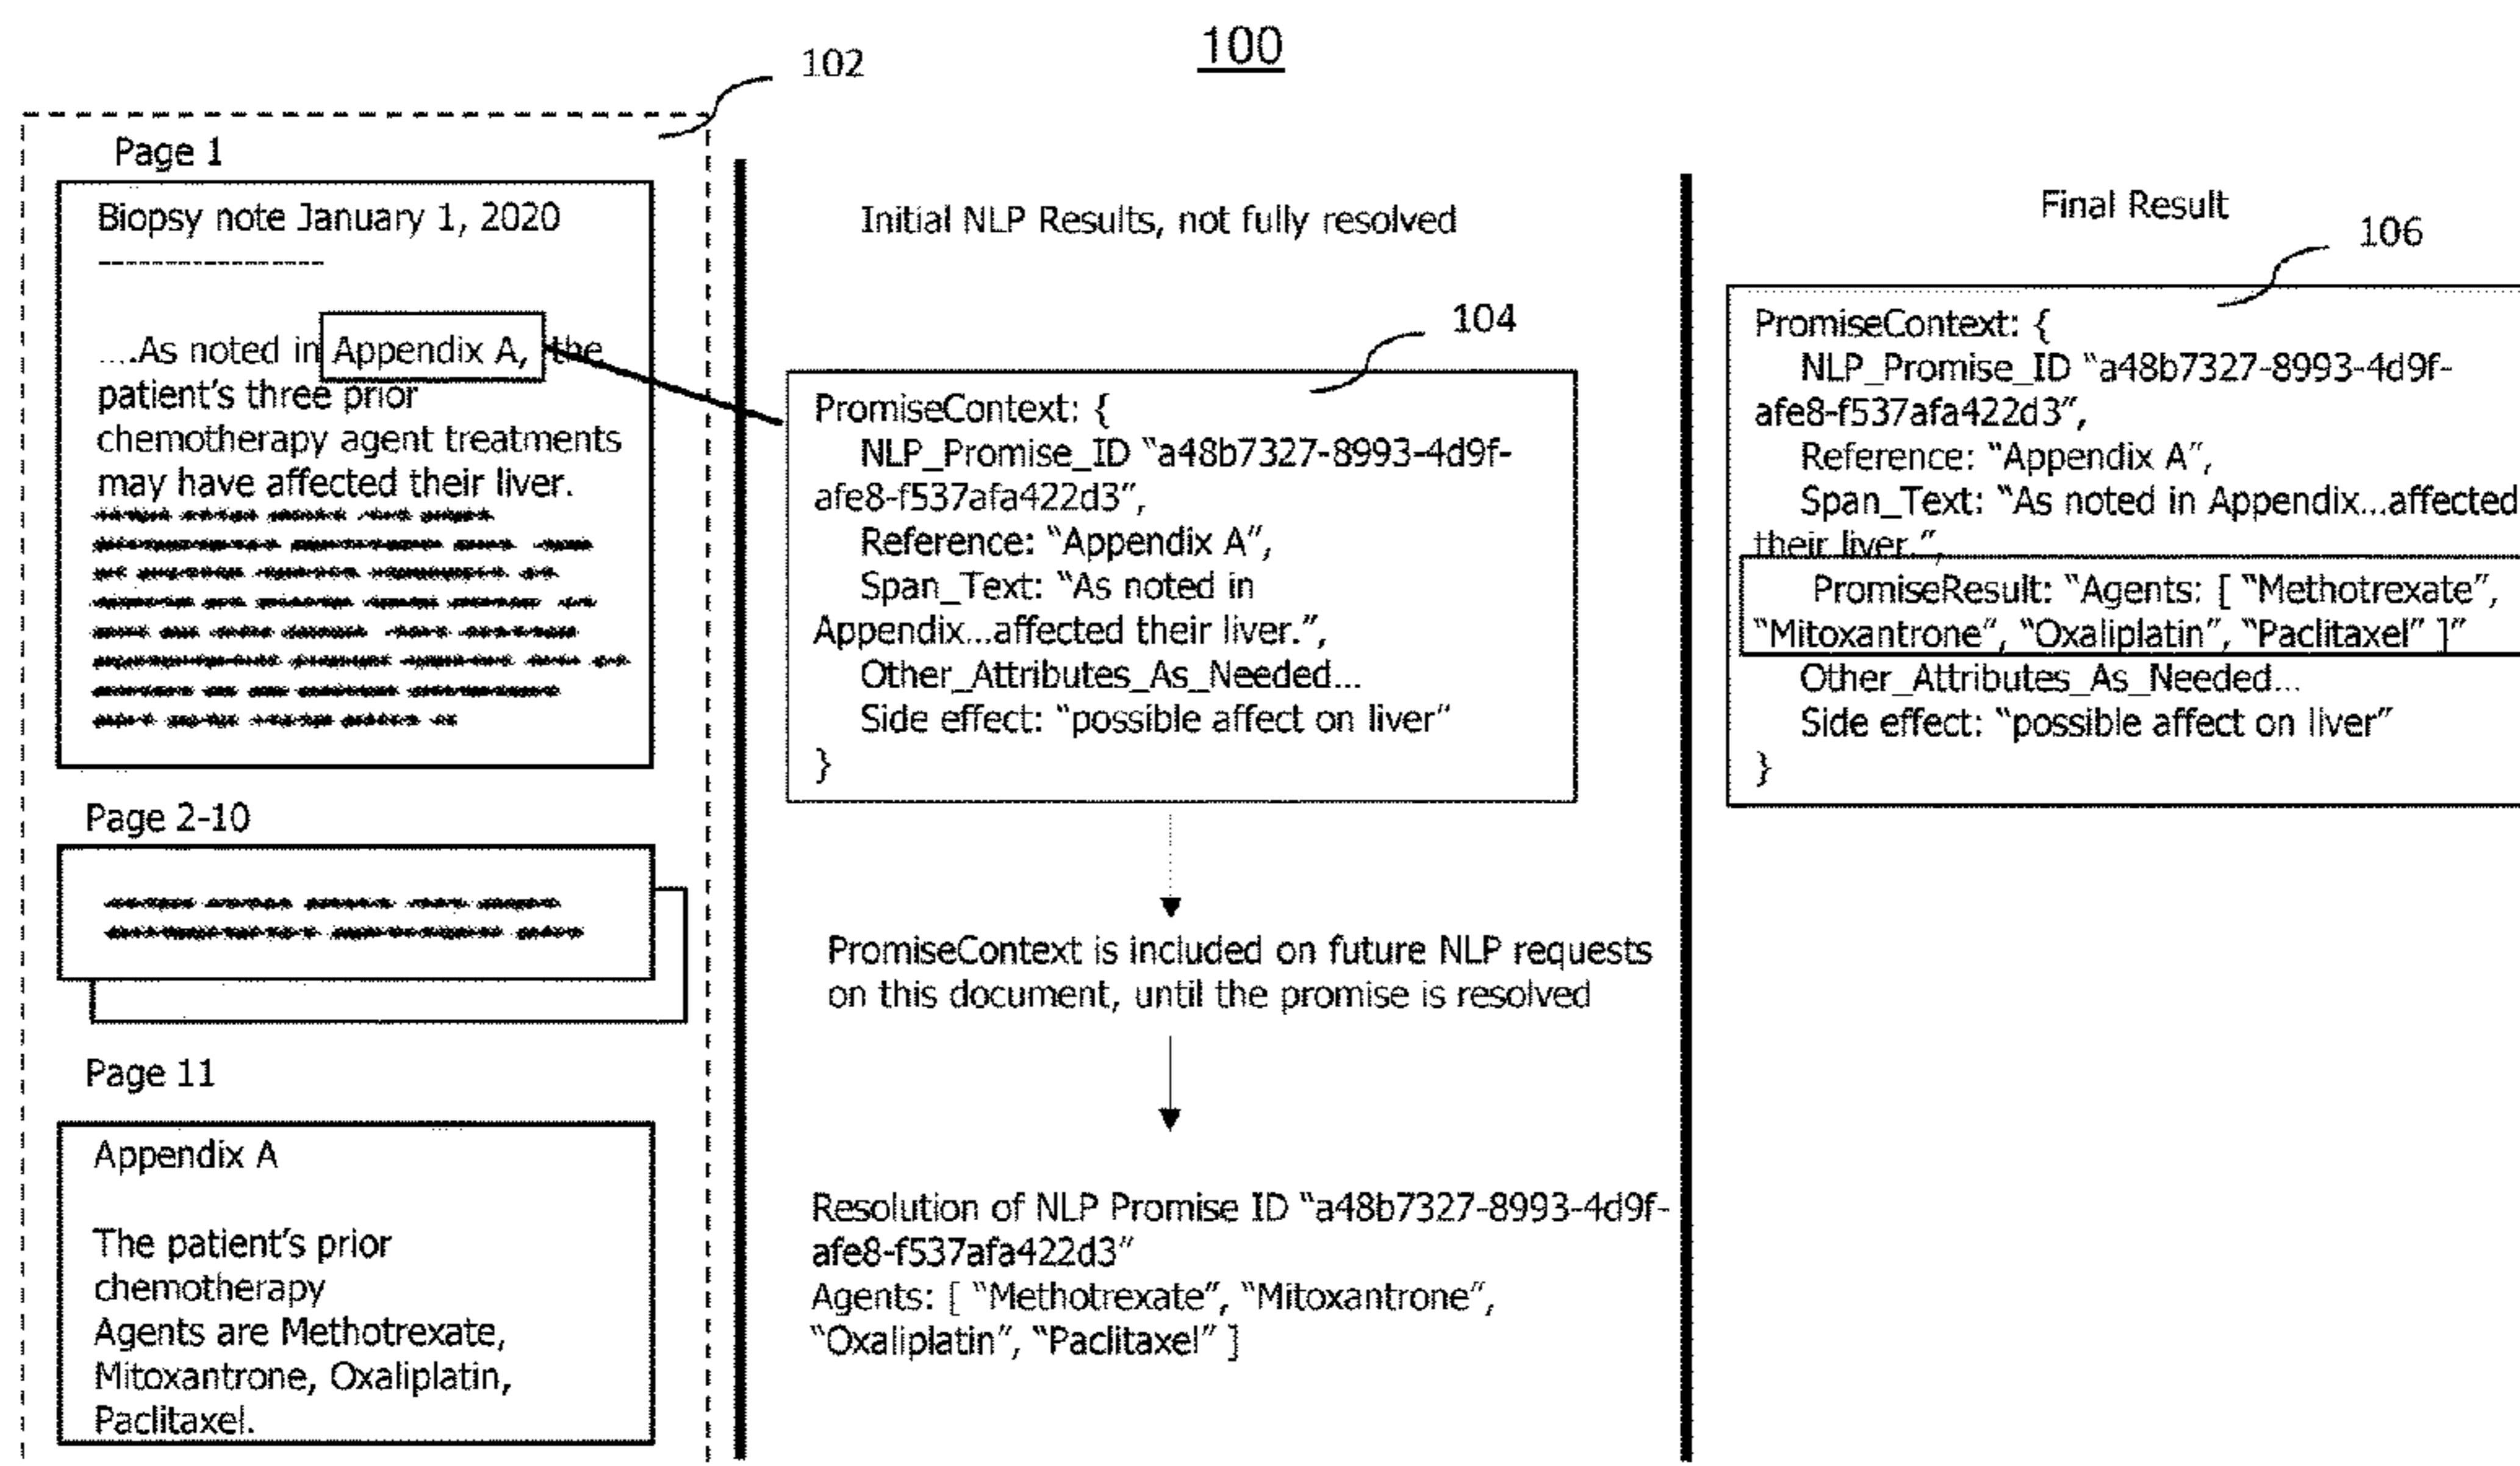 100
102
Page 1
Biopsy note January 1, 2020
-----------------
....As noted in Appendix A, the
patient's three prior
chemotherapy agent treatments
may have affected their liver.
Page 2-10
Page 11
Appendix A
The patient's prior
chemotherapy
Agents are Methotrexate,
Mitoxantrone, Oxaliplatin,
Paclitaxel.
Initial NLP Results, not fully resolved
104
PromiseContext: {
NLP_Promise_ID “a48b7327-8993-4d9f-
afe8-f537afa422d3”,
Reference: “Appendix A”,
Span_Text: “As noted in
Appendix...affected their liver.”,
Other_Attributes_As_Needed...
Side effect: “possible affect on liver”
}
PromiseContext is included on future NLP requests
on this document, until the promise is resolved
Resolution of NLP Promise ID “a48b7327-8993-4d9f-
afe8-f537afa422d3”
Agents: [ “Methotrexate”, “Mitoxantrone”,
“Oxaliplatin”, “Paclitaxel” ]
Final Result
106
PromiseContext: {
NLP_Promise_ID “a48b7327-8993-4d9f-
afe8-f537afa422d3”,
Reference: “Appendix A”,
Span_Text: “As noted in Appendix...affected
their liver.”,
PromiseResult: “Agents: [ “Methotrexate”,
“Mitoxantrone”, “Oxaliplatin”, “Paclitaxel” ]”
Other_Attributes_As_Needed...
Side effect: “possible affect on liver”
}